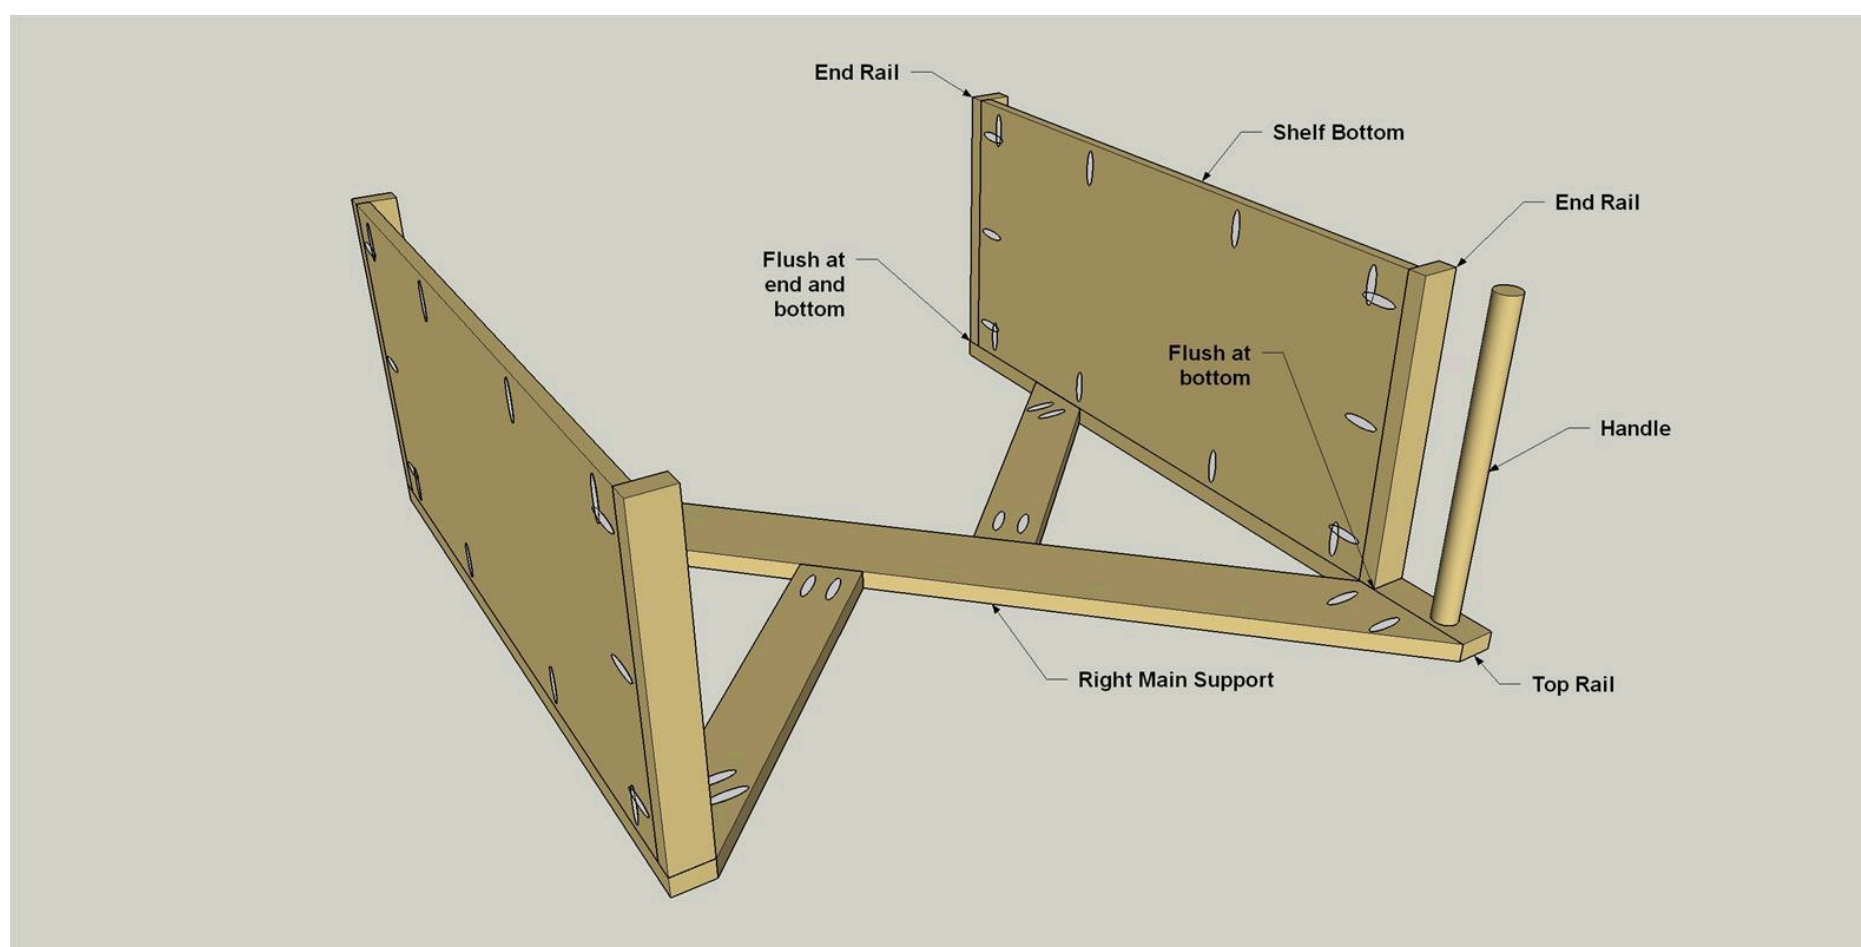 End Rail
Shelf Bottom
End Rail
Flush at
end and
bottom
Flush at
bottom
Handle
Right Main Support
Top Rail